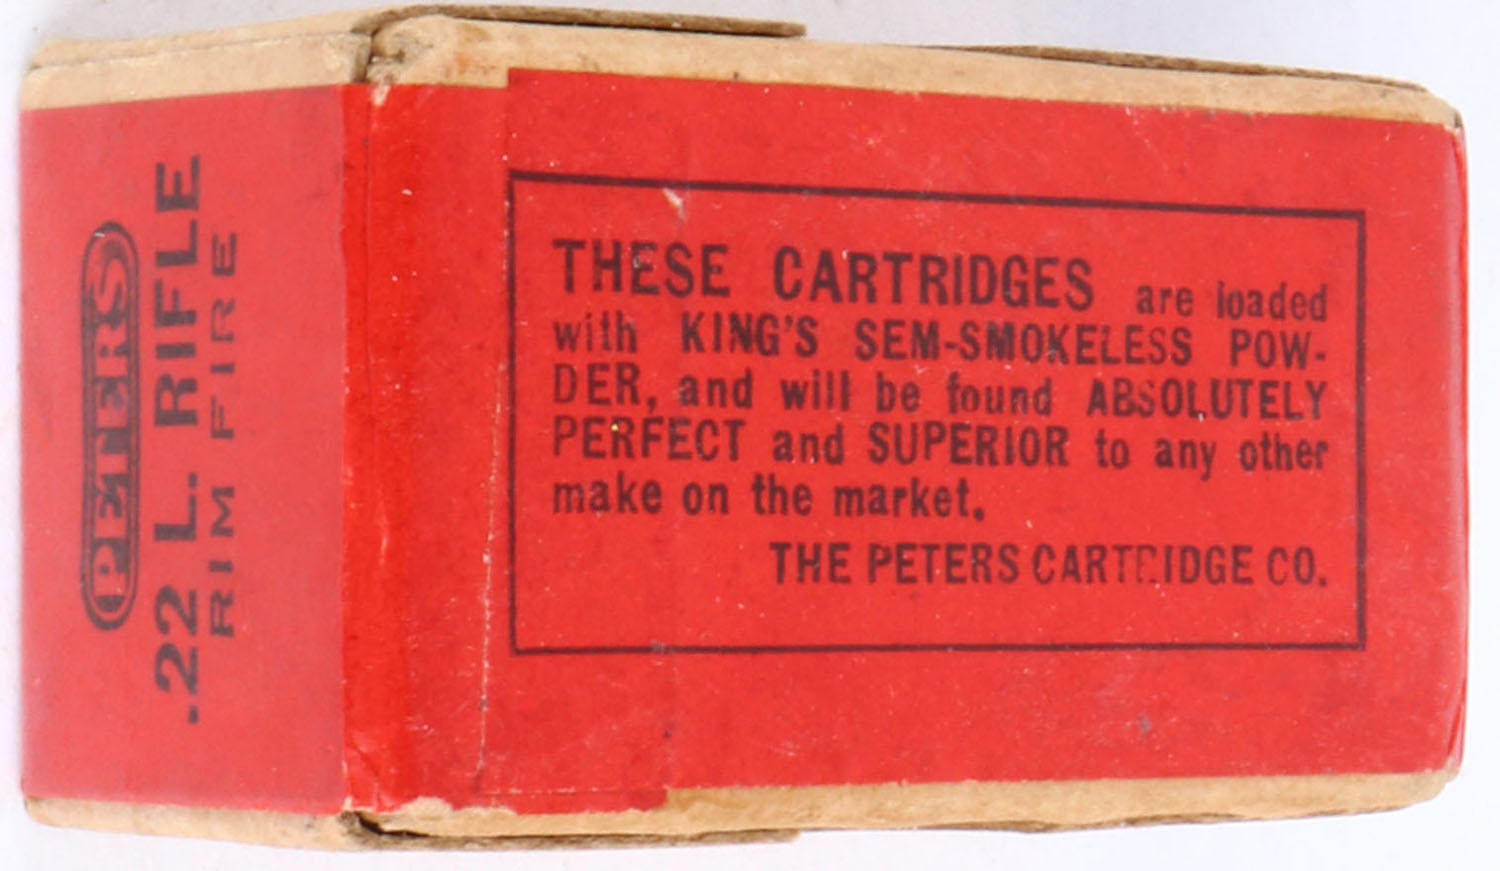 PETERS
.22 L. RIFLE
RIM FIRE
THESE CARTRIDGES are loaded
with KING'S SEM-SMOKELESS POW-
DER, and will be found ABSOLUTELY
PERFECT and SUPERIOR to any other
make on the market.
THE PETERS CARTRIDGE CO.